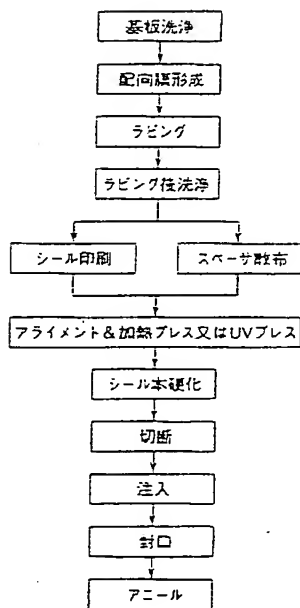 基板洗浄
配向膜形成
ラビング
ラビング後洗浄
シール印刷
スペーサ散布
アライメント&加熱プレス又はUVプレス
シール本硬化
切断
注入
封口
アニール